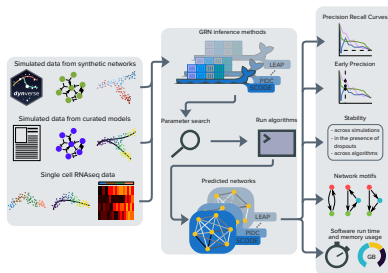 Simulated data from synthetic networks
dynverse
Simulated data from curated models
Single cell RNAseq data
GRN inference methods
LEAP
PIDC
SCODE
Parameter search
Run algorithms
Predicted networks
LEAP
PIDC
SCODE
Precision Recall Curves
Early Precision
Stability
- across simulations
- in the presence of
dropouts
- across algorithms
Network motifs
Software run time
and memory usage
GB